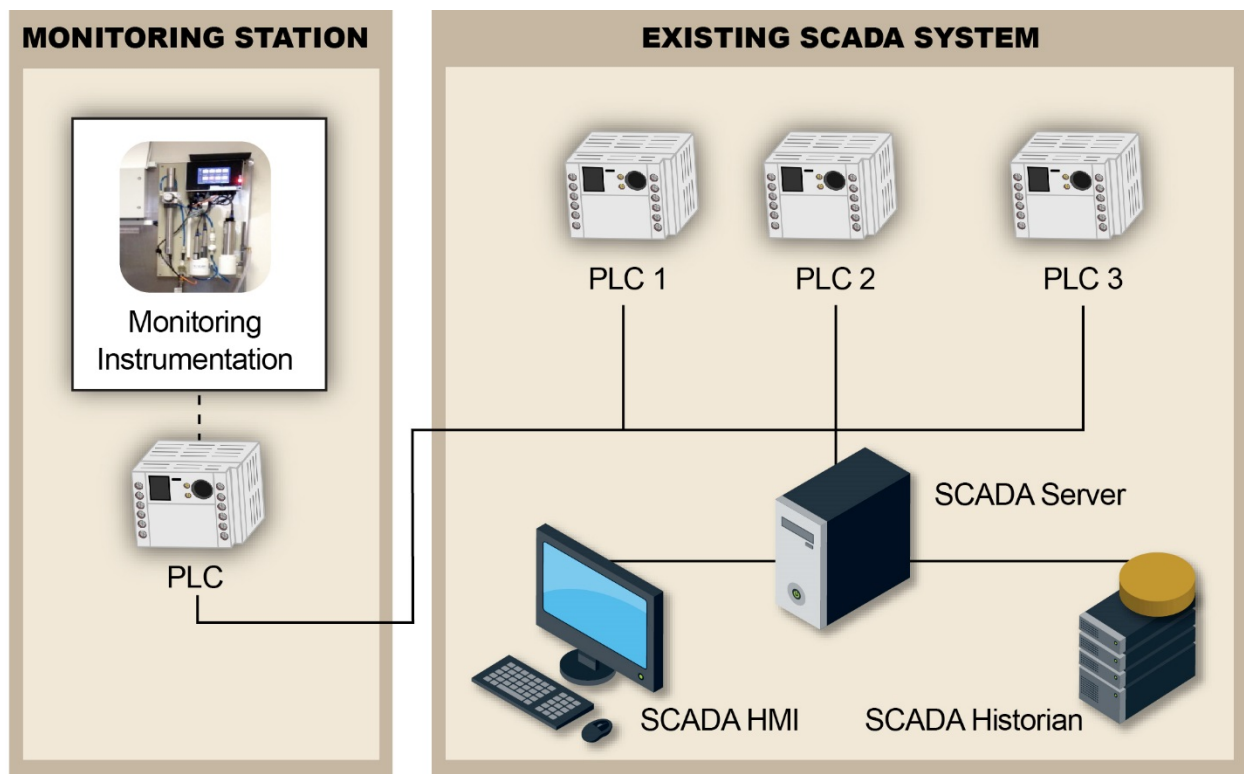 MONITORING STATION
Monitoring
Instrumentation
PLC
EXISTING SCADA SYSTEM
PLC 1
PLC 2
PLC 3
SCADA Server
SCADA HMI
SCADA Historian